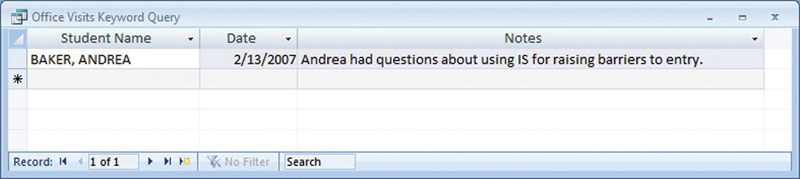 Office Visits Keyword Query
Student Name Date Notes
BAKER, ANDREA 2/13/2007 Andrea had questions about using IS for raising barriers to entry.
Record: 1 of 1 No Filter Search